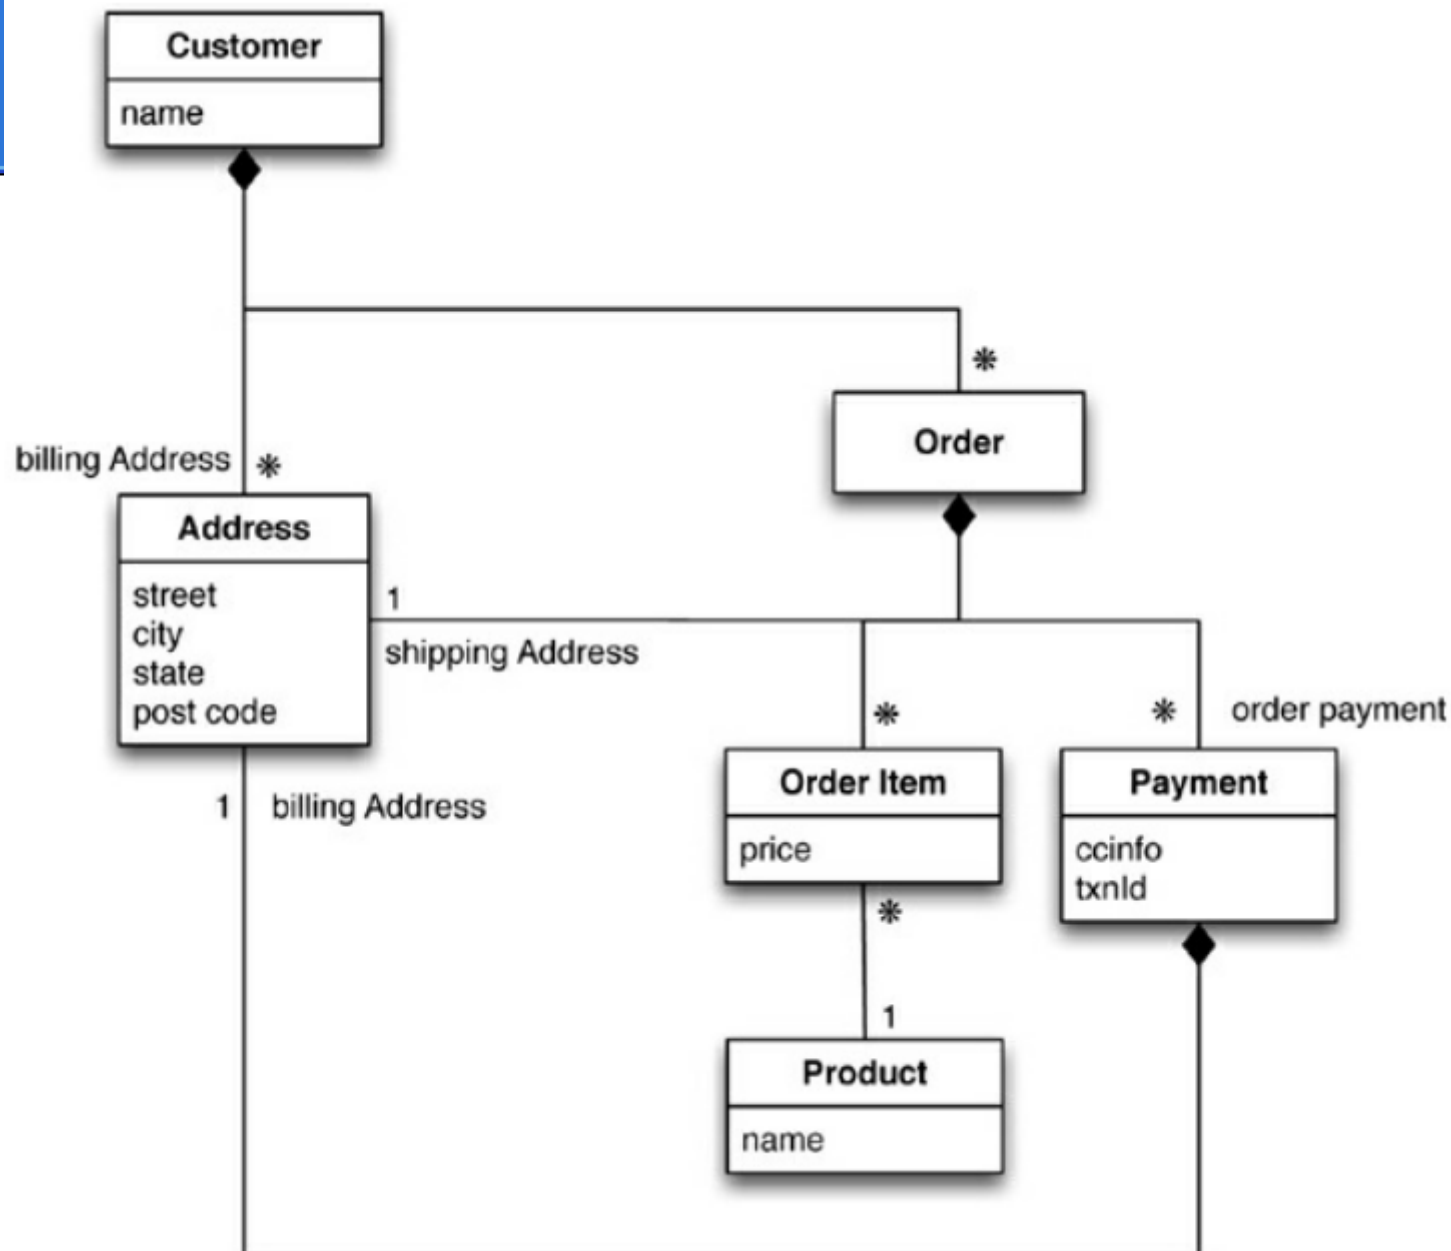 Customer
name
*
Order
billing Address *
Address
street
city
state
post code
1
shipping Address
*
* order payment
Order Item
price
Payment
ccinfo
txnId
1 billing Address
*
1
Product
name